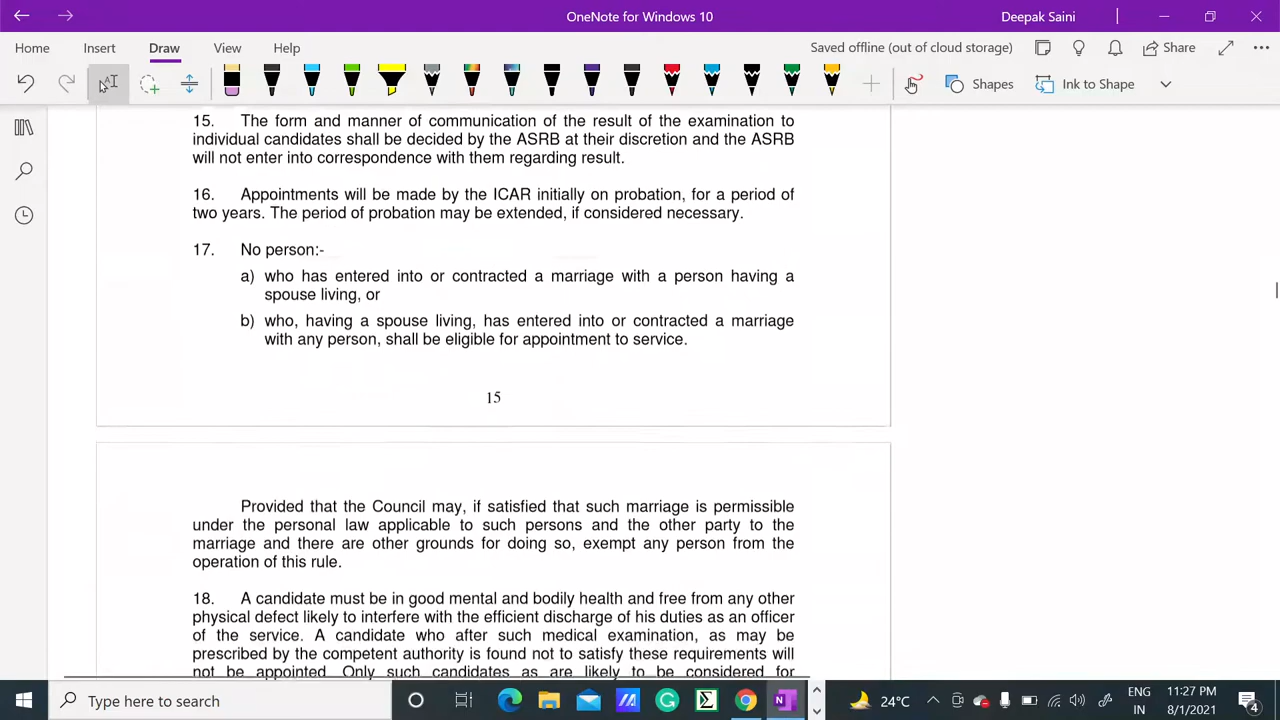 OneNote for Windows 10
Deepak Saini
Home Insert Draw View Help
Saved offline (out of cloud storage)
Share
Shapes
Ink to Shape
15. The form and manner of communication of the result of the examination to
individual candidates shall be decided by the ASRB at their discretion and the ASRB
will not enter into correspondence with them regarding result.
16. Appointments will be made by the ICAR initially on probation, for a period of
two years. The period of probation may be extended, if considered necessary.
17. No person:-
a) who has entered into or contracted a marriage with a person having a
spouse living, or
b) who, having a spouse living, has entered into or contracted a marriage
with any person, shall be eligible for appointment to service.
15
Provided that the Council may, if satisfied that such marriage is permissible
under the personal law applicable to such persons and the other party to the
marriage and there are other grounds for doing so, exempt any person from the
operation of this rule.
18. A candidate must be in good mental and bodily health and free from any other
physical defect likely to interfere with the efficient discharge of his duties as an officer
of the service. A candidate who after such medical examination, as may be
prescribed by the competent authority is found not to satisfy these requirements will
not be appointed. Only such candidates as are likely to be considered for
Type here to search
24°C
ENG
IN
11:27 PM
8/1/2021
4